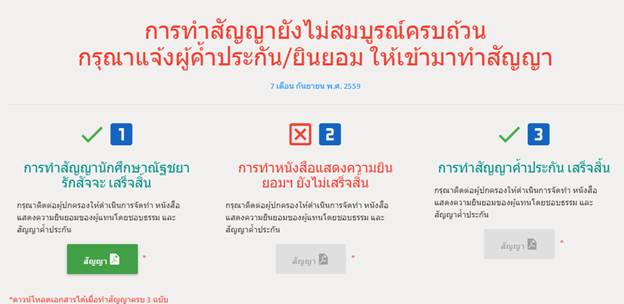 การทำสัญญายังไม่สมบูรณ์ครบถ้วน
กรุณาแจ้งผู้ค้ำประกัน/ยินยอม ให้เข้ามาทำสัญญา
7 เดือน กันยายน พ.ศ. 2559
1
การทำสัญญานักศึกษาณัฐชยา
รักสัจจะ เสร็จสิ้น
กรุณาติดต่อผู้ปกครองให้ดำเนินการจัดทำ หนังสือ
แสดงความยินยอมของผู้แทนโดยชอบธรรม และ
สัญญาค้ำประกัน
สัญญา *
2
การทำหนังสือแสดงความยิน
ยอมฯ ยังไม่เสร็จสิ้น
กรุณาติดต่อผู้ปกครองให้ดำเนินการจัดทำ หนังสือ
แสดงความยินยอมของผู้แทนโดยชอบธรรม และ
สัญญาค้ำประกัน
สัญญา *
3
การทำสัญญาค้ำประกัน เสร็จสิ้น
กรุณาติดต่อผู้ปกครองให้ดำเนินการจัดทำ หนังสือ
แสดงความยินยอมของผู้แทนโดยชอบธรรม และ
สัญญาค้ำประกัน
สัญญา *
*ดาวน์โหลดเอกสารได้เมื่อทำสัญญาครบ 3 ฉบับ